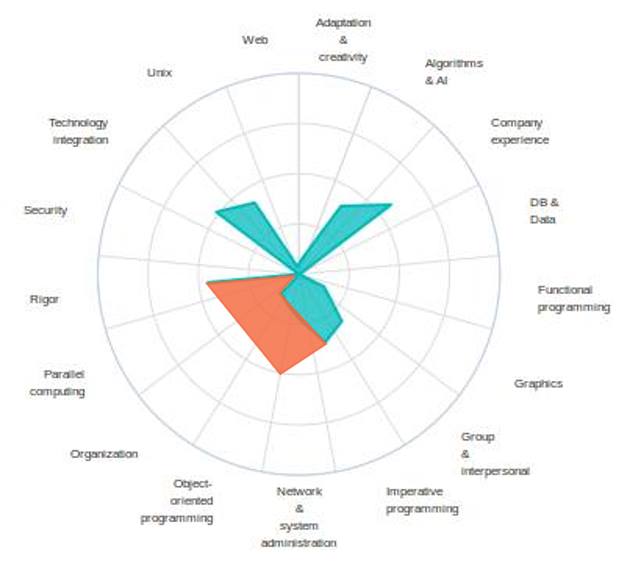 Adaptation
&
creativity
Algorithms
& AI
Company
experience
DB &
Data
Functional
programming
Graphics
Group
&
interpersonal
Imperative
programming
Network
&
system
administration
Object-
oriented
programming
Organization
Parallel
computing
Rigor
Security
Technology
integration
Unix
Web